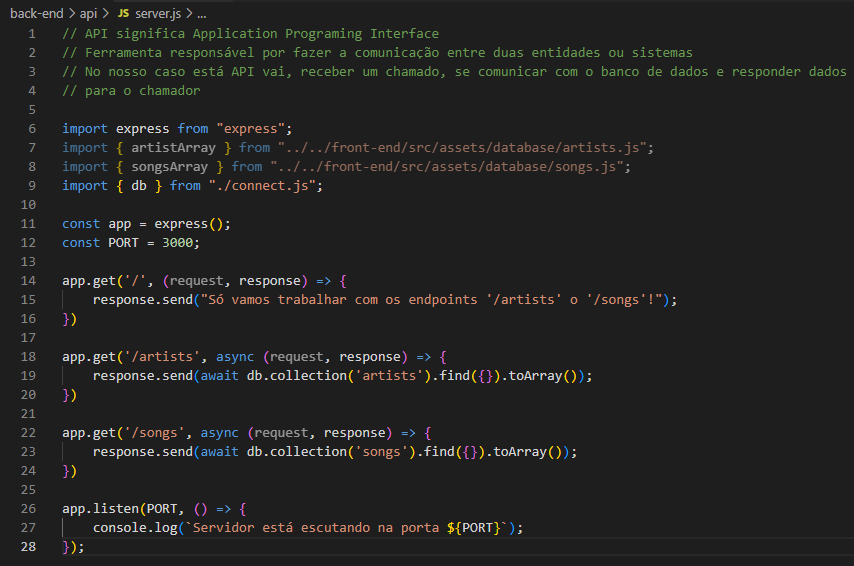 back-end > api > JS server.js > ...
1 // API significa Application Programing Interface
2 // Ferramenta responsável por fazer a comunicação entre duas entidades ou sistemas
3 // No nosso caso está API vai, receber um chamado, se comunicar com o banco de dados e responder dados
4 // para o chamador
5
6 import express from "express";
7 import { artistArray } from "../../front-end/src/assets/database/artists.js";
8 import { songsArray } from "../../front-end/src/assets/database/songs.js";
9 import { db } from "./connect.js";
10
11 const app = express();
12 const PORT = 3000;
13
14 app.get('/', (request, response) => {
15     response.send("Só vamos trabalhar com os endpoints '/artists' o '/songs'!");
16 })
17
18 app.get('/artists', async (request, response) => {
19     response.send(await db.collection('artists').find({}).toArray());
20 })
21
22 app.get('/songs', async (request, response) => {
23     response.send(await db.collection('songs').find({}).toArray());
24 })
25
26 app.listen(PORT, () => {
27     console.log(`Servidor está escutando na porta ${PORT}`);
28 });